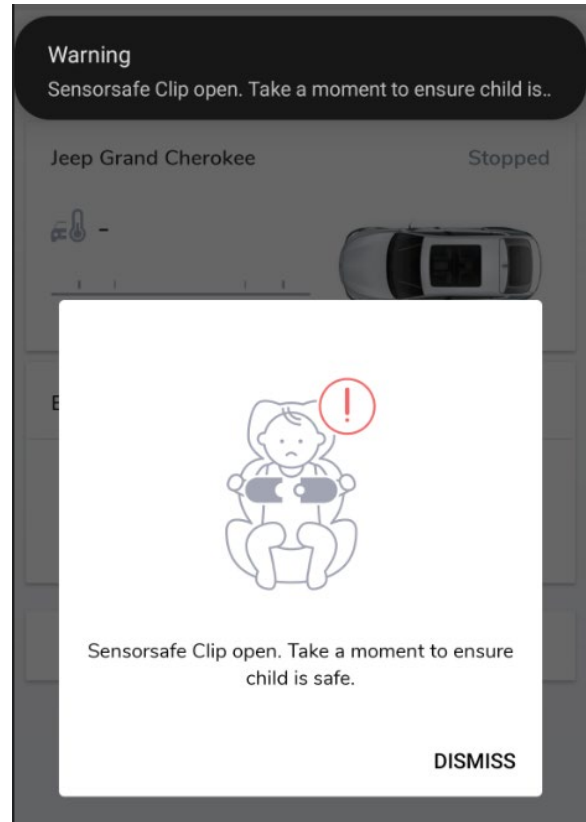 Warning
Sensorsafe Clip open. Take a moment to ensure child is..
Jeep Grand Cherokee
Stopped
-
E
Sensorsafe Clip open. Take a moment to ensure
child is safe.
DISMISS